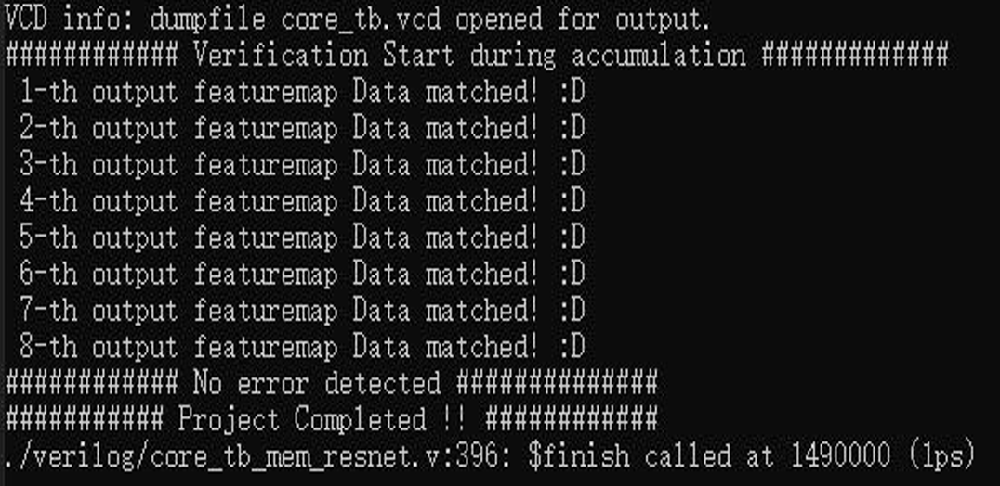 VCD info: dumpfile core_tb.vcd opened for output.
############ Verification Start during accumulation #############
1-th output featuremap Data matched! :D
2-th output featuremap Data matched! :D
3-th output featuremap Data matched! :D
4-th output featuremap Data matched! :D
5-th output featuremap Data matched! :D
6-th output featuremap Data matched! :D
7-th output featuremap Data matched! :D
8-th output featuremap Data matched! :D
############ No error detected ##############
########### Project Completed !! ############
./verilog/core_tb_mem_resnet.v:396: $finish called at 1490000 (1ps)